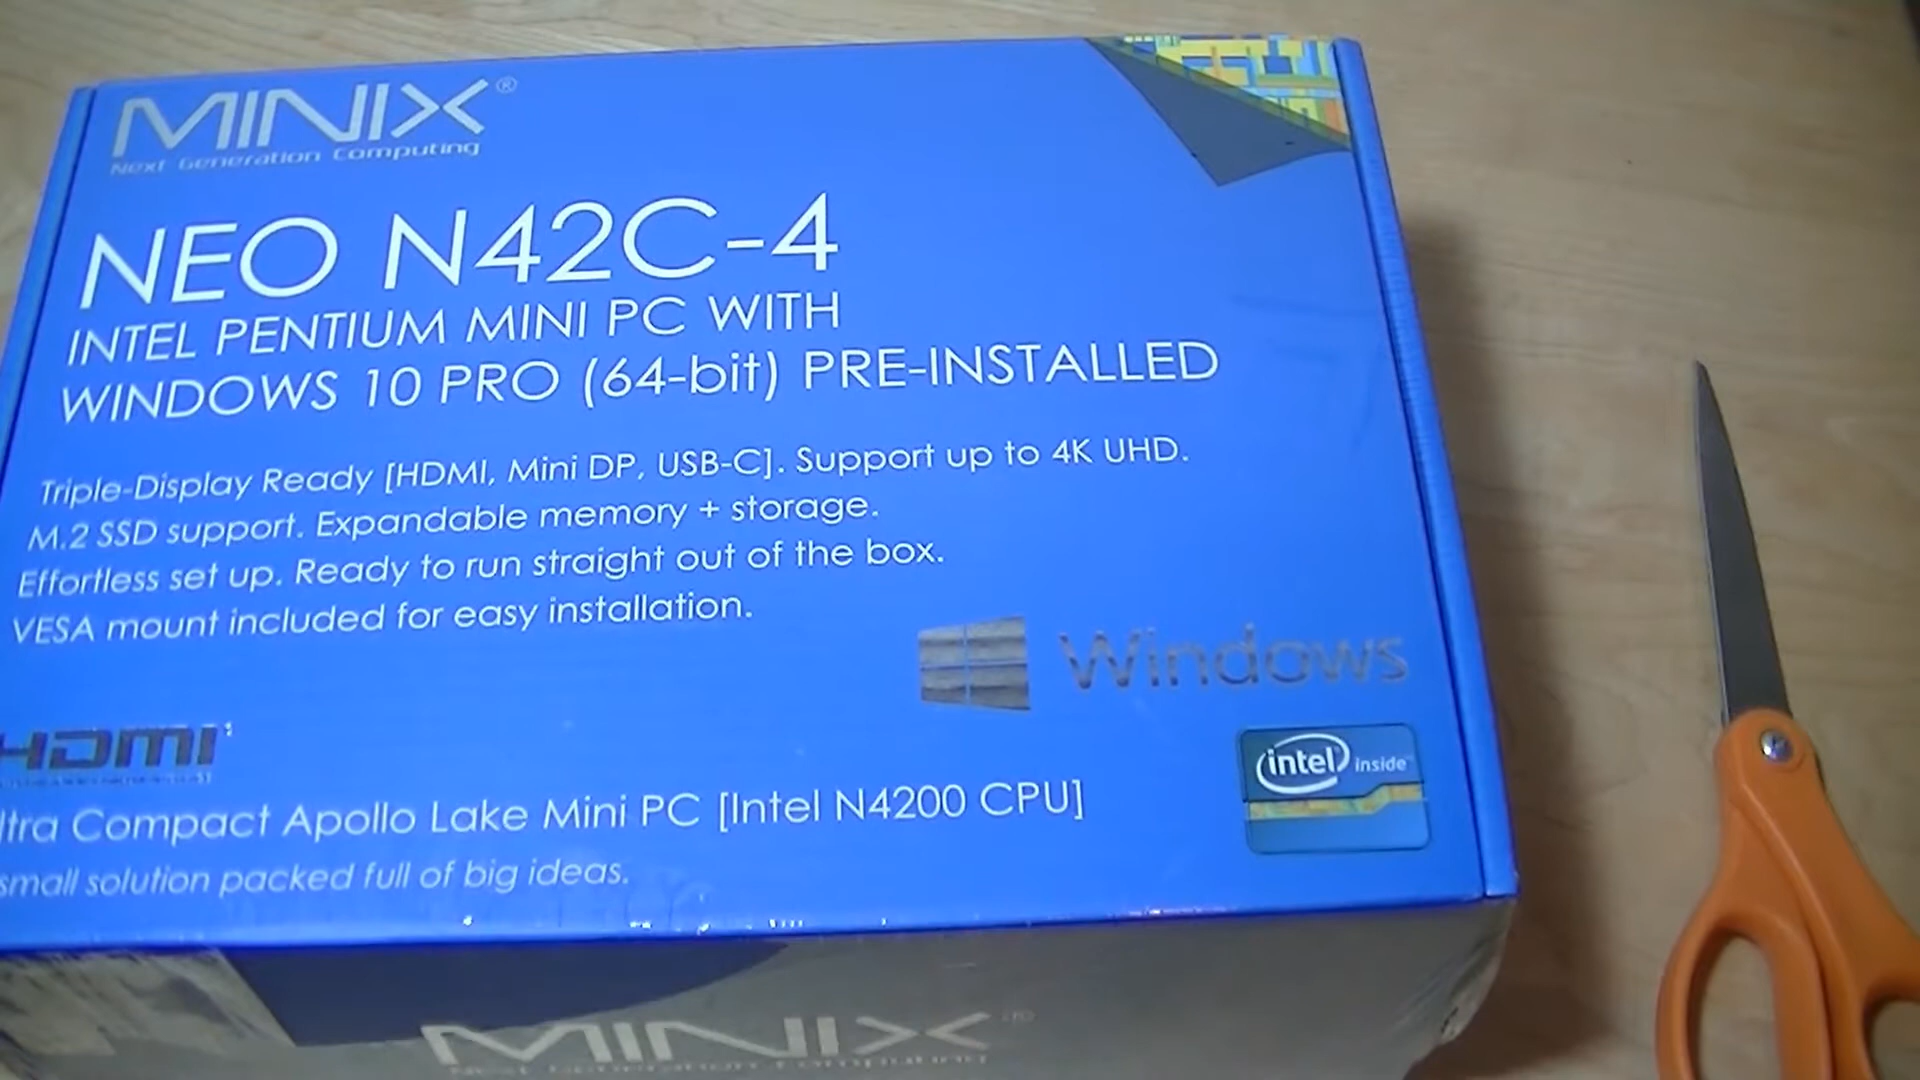 MINIX®
Next Generation Computing
NEO N42C-4
INTEL PENTIUM MINI PC WITH
WINDOWS 10 PRO (64-bit) PRE-INSTALLED
Triple-Display Ready [HDMI, Mini DP, USB-C]. Support up to 4K UHD.
M.2 SSD support. Expandable memory + storage.
Effortless set up. Ready to run straight out of the box.
VESA mount included for easy installation.
Windows
HDMI
intel inside™
ltra Compact Apollo Lake Mini PC [Intel N4200 CPU]
small solution packed full of big ideas.
MINIX®